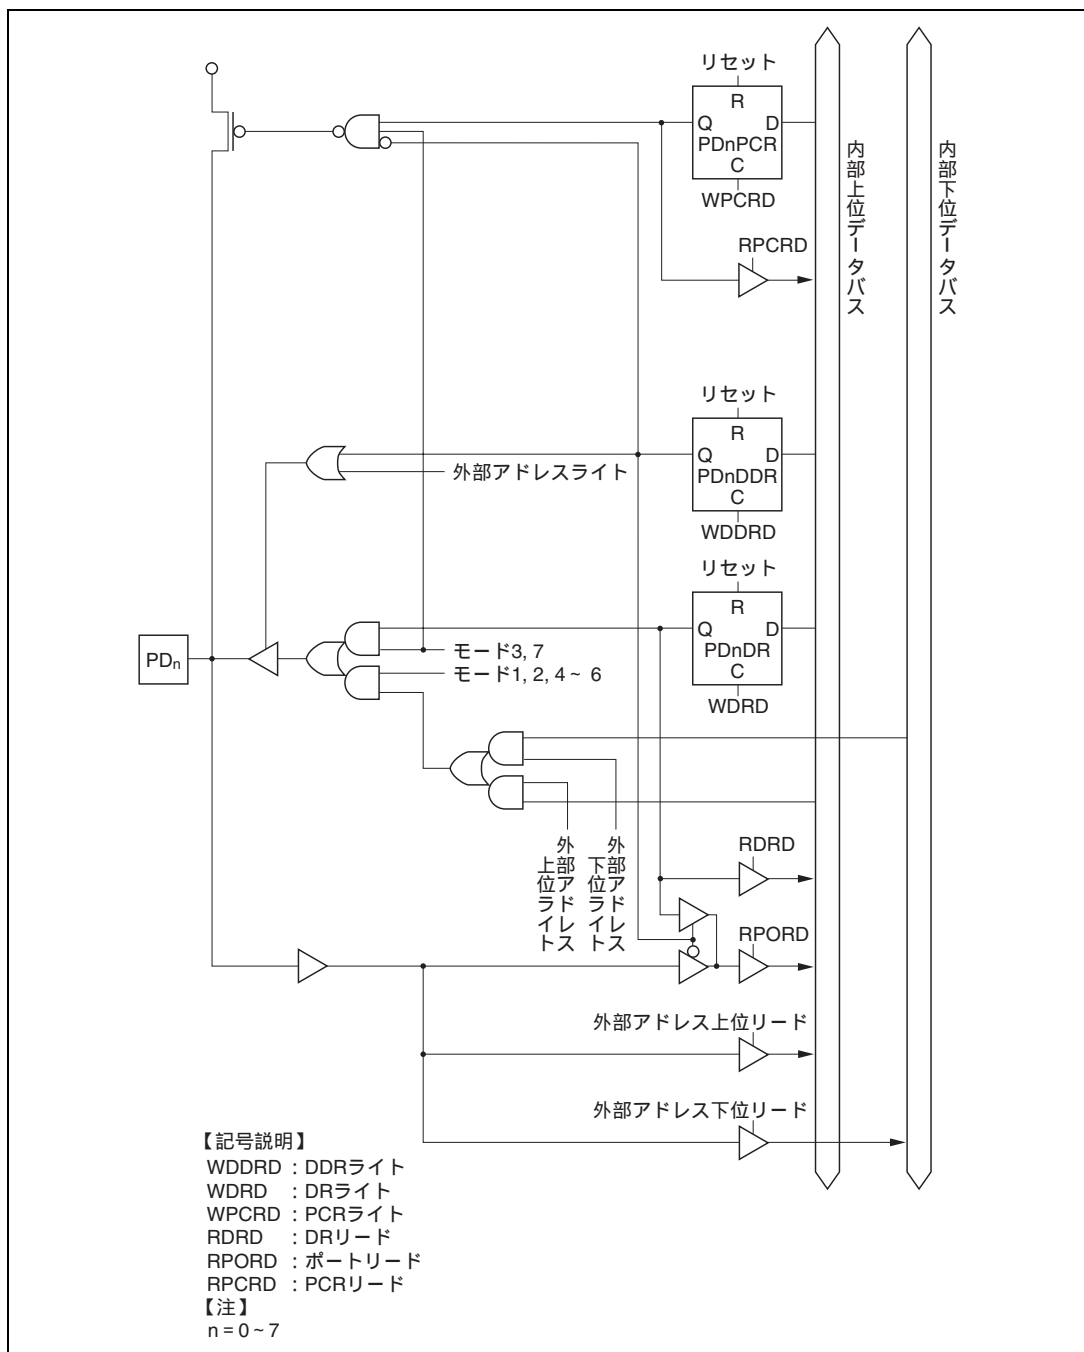 リセット
R
Q
D
PDnPCR
C
WPCRD
RPCRD
内部上位データバス
内部下位データバス
リセット
R
Q
D
PDnDDR
C
WDDRD
外部アドレスライト
リセット
R
Q
D
PDnDR
C
WDRD
PDn
モード3, 7
モード1, 2, 4~ 6
外部アドレス
上位ライト
外部アドレス
下位ライト
RDRD
RPORD
外部アドレス上位リード
外部アドレス下位リード
【記号説明】
WDDRD : DDRライト
WDRD : DRライト
WPCRD : PCRライト
RDRD : DRリード
RPORD : ポートリード
RPCRD : PCRリード
【注】
n = 0 ~ 7